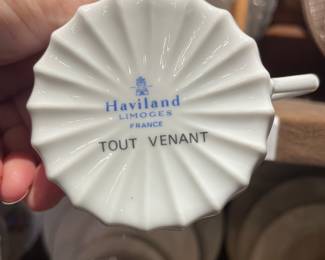 Haviland
LIMOGES
FRANCE
TOUT VENANT